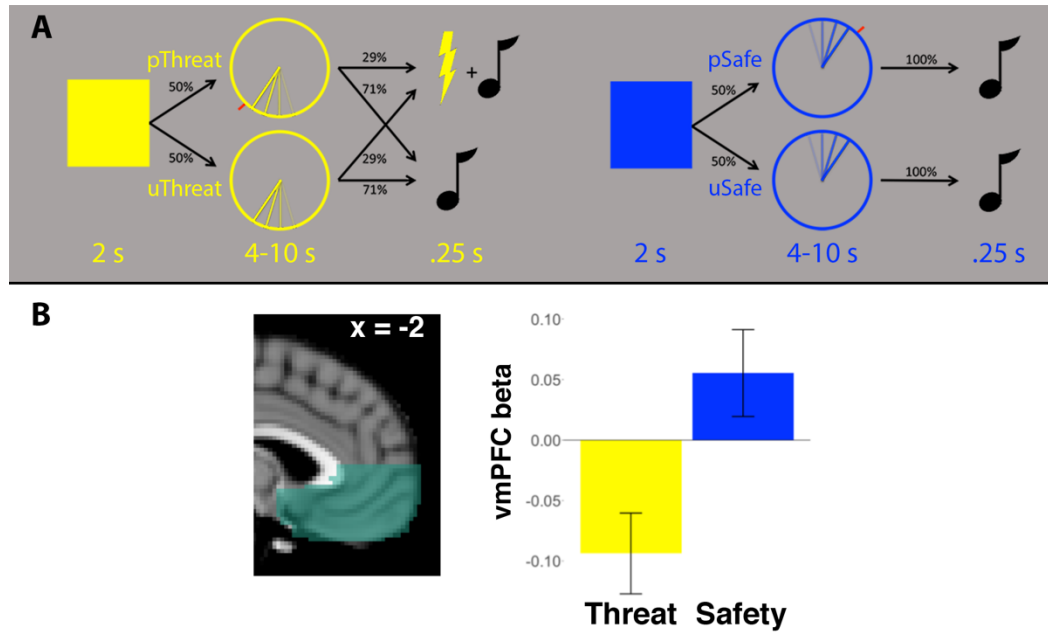 A
pThreat
50%
50%
uThreat
29%
71%
29%
71%
+
2 s
4-10 s
.25 s
pSafe
50%
50%
uSafe
100%
100%
2 s
4-10 s
.25 s
B
x = -2
vmPFC beta
0.10
0.05
0.00
-0.05
-0.10
Threat Safety